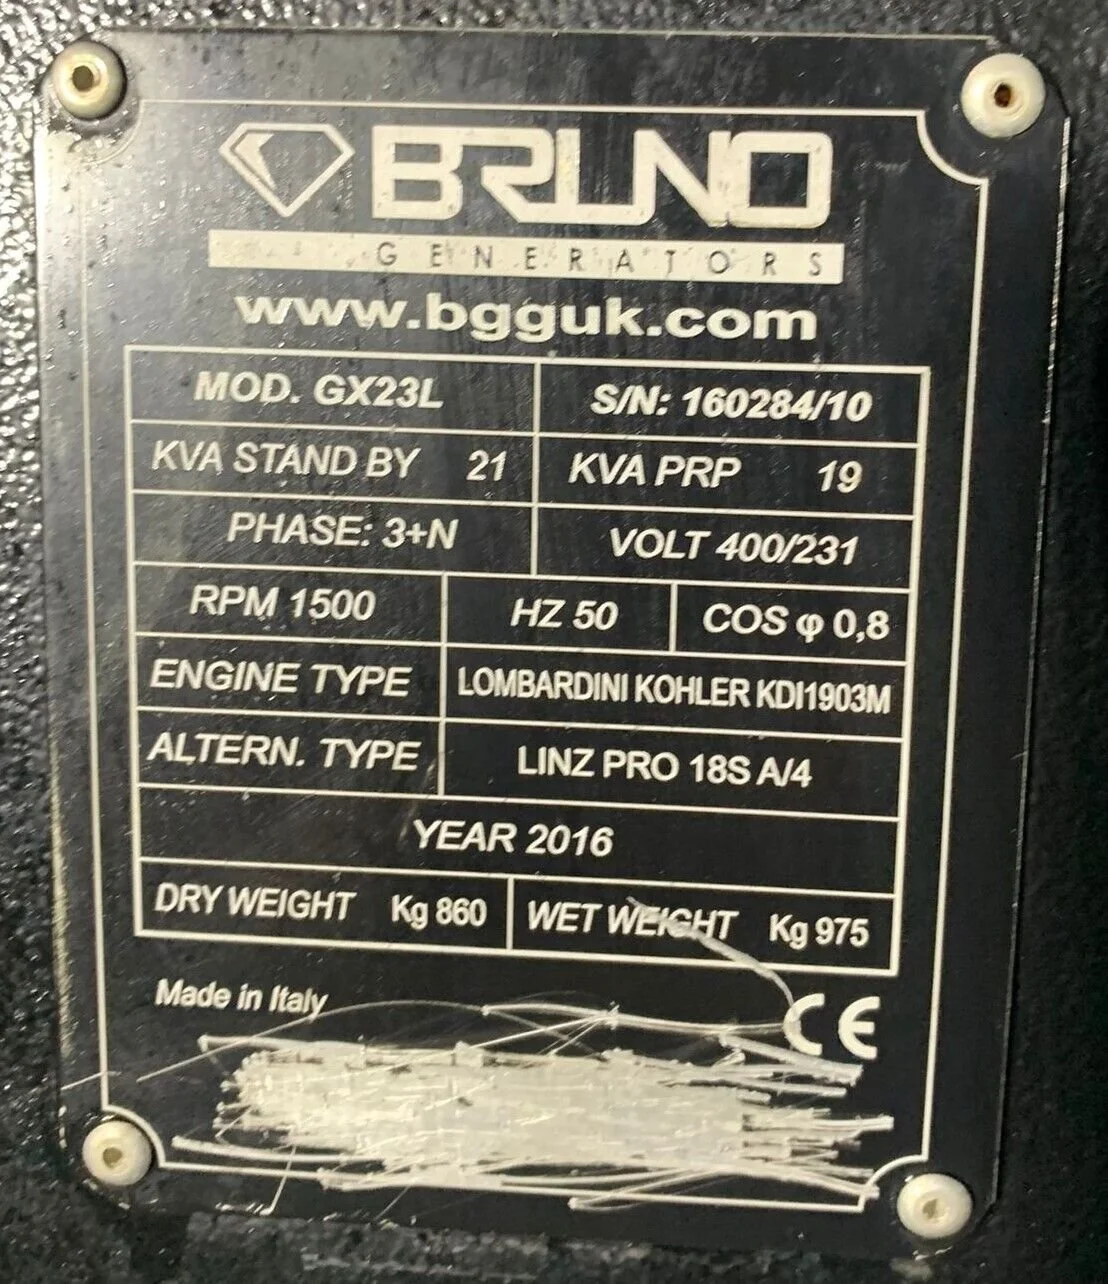 BRUNO
GENERATORS
www.bgguk.com
MOD. GX23L S/N: 160284/10
KVA STAND BY 21 KVA PRP 19
PHASE: 3+N VOLT 400/231
RPM 1500 HZ 50 COS φ 0,8
ENGINE TYPE LOMBARDINI KOHLER KDI1903M
ALTERN. TYPE LINZ PRO 18S A/4
YEAR 2016
DRY WEIGHT Kg 860 WET WEIGHT Kg 975
Made in Italy
CE